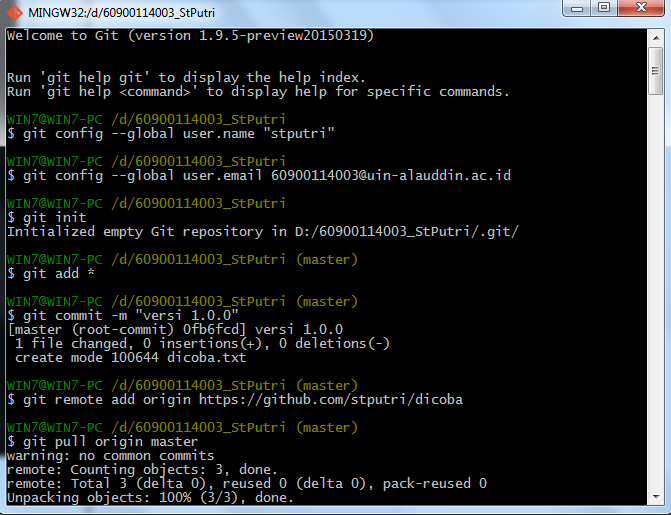 MINGW32:/d/60900114003_StPutri
Welcome to Git (version 1.9.5-preview20150319)
Run 'git help git' to display the help index.
Run 'git help <command>' to display help for specific commands.
WIN7@WIN7-PC /d/60900114003_StPutri
$ git config --global user.name "stputri"
WIN7@WIN7-PC /d/60900114003_StPutri
$ git config --global user.email 60900114003@uin-alauddin.ac.id
WIN7@WIN7-PC /d/60900114003_StPutri
$ git init
Initialized empty Git repository in D:/60900114003_StPutri/.git/
WIN7@WIN7-PC /d/60900114003_StPutri (master)
$ git add *
WIN7@WIN7-PC /d/60900114003_StPutri (master)
$ git commit -m "versi 1.0.0"
[master (root-commit) 0fb6fcd] versi 1.0.0
 1 file changed, 0 insertions(+), 0 deletions(-)
 create mode 100644 dicoba.txt
WIN7@WIN7-PC /d/60900114003_StPutri (master)
$ git remote add origin https://github.com/stputri/dicoba
WIN7@WIN7-PC /d/60900114003_StPutri (master)
$ git pull origin master
warning: no common commits
remote: Counting objects: 3, done.
remote: Total 3 (delta 0), reused 0 (delta 0), pack-reused 0
Unpacking objects: 100% (3/3), done.